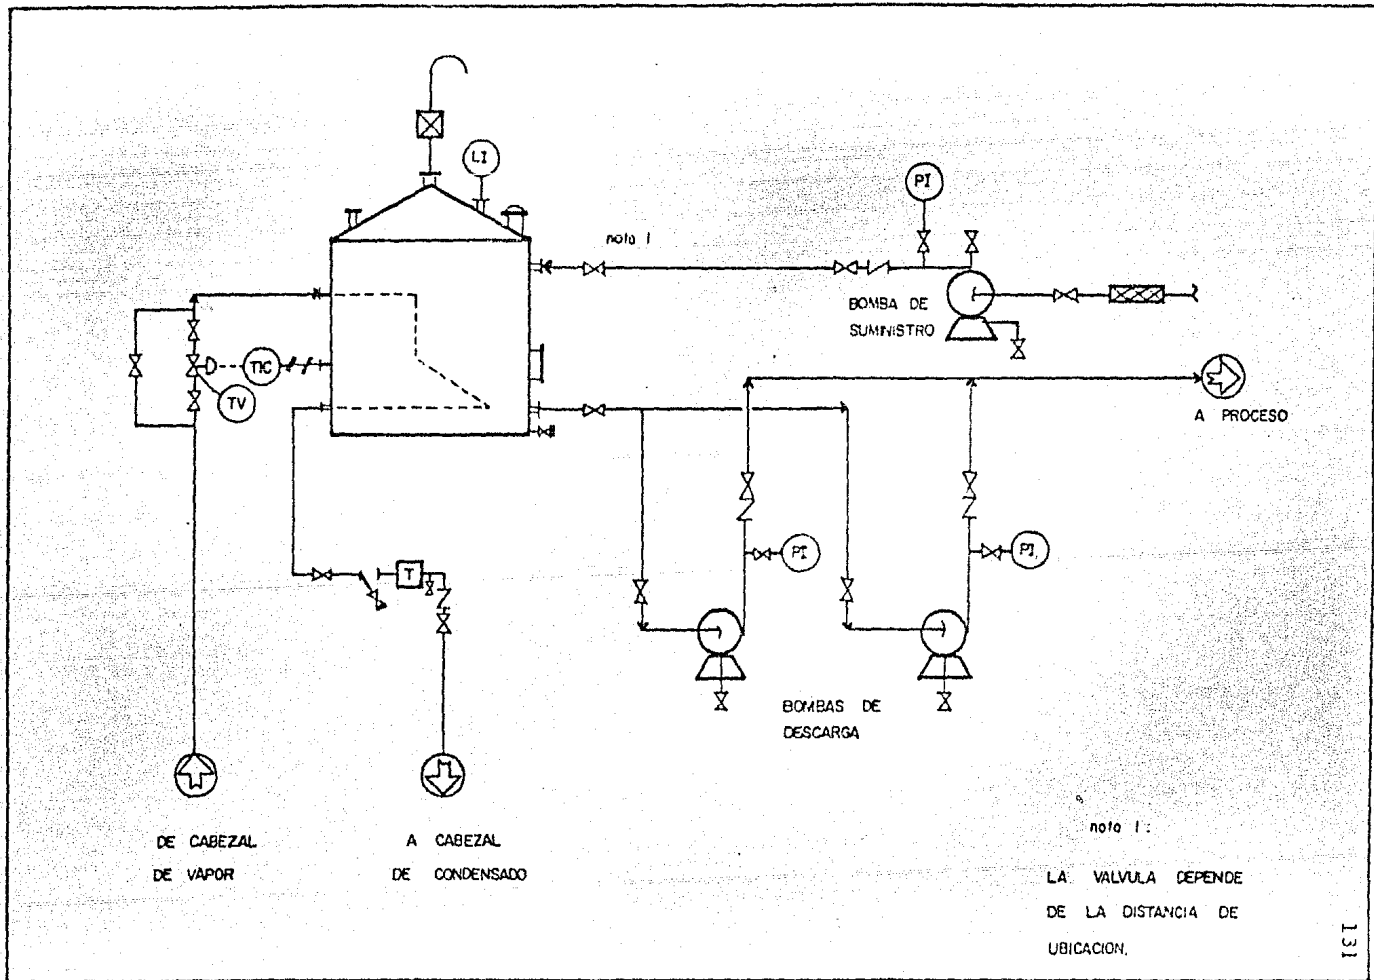 LI
PI
nota 1
BOMBA DE
SUMINISTRO
TIC
TV
A PROCESO
PI
PI
T
BOMBAS DE
DESCARGA
DE CABEZAL
DE VAPOR
A CABEZAL
DE CONDENSADO
nota 1:
LA VALVULA DEPENDE
DE LA DISTANCIA DE
UBICACION.
131